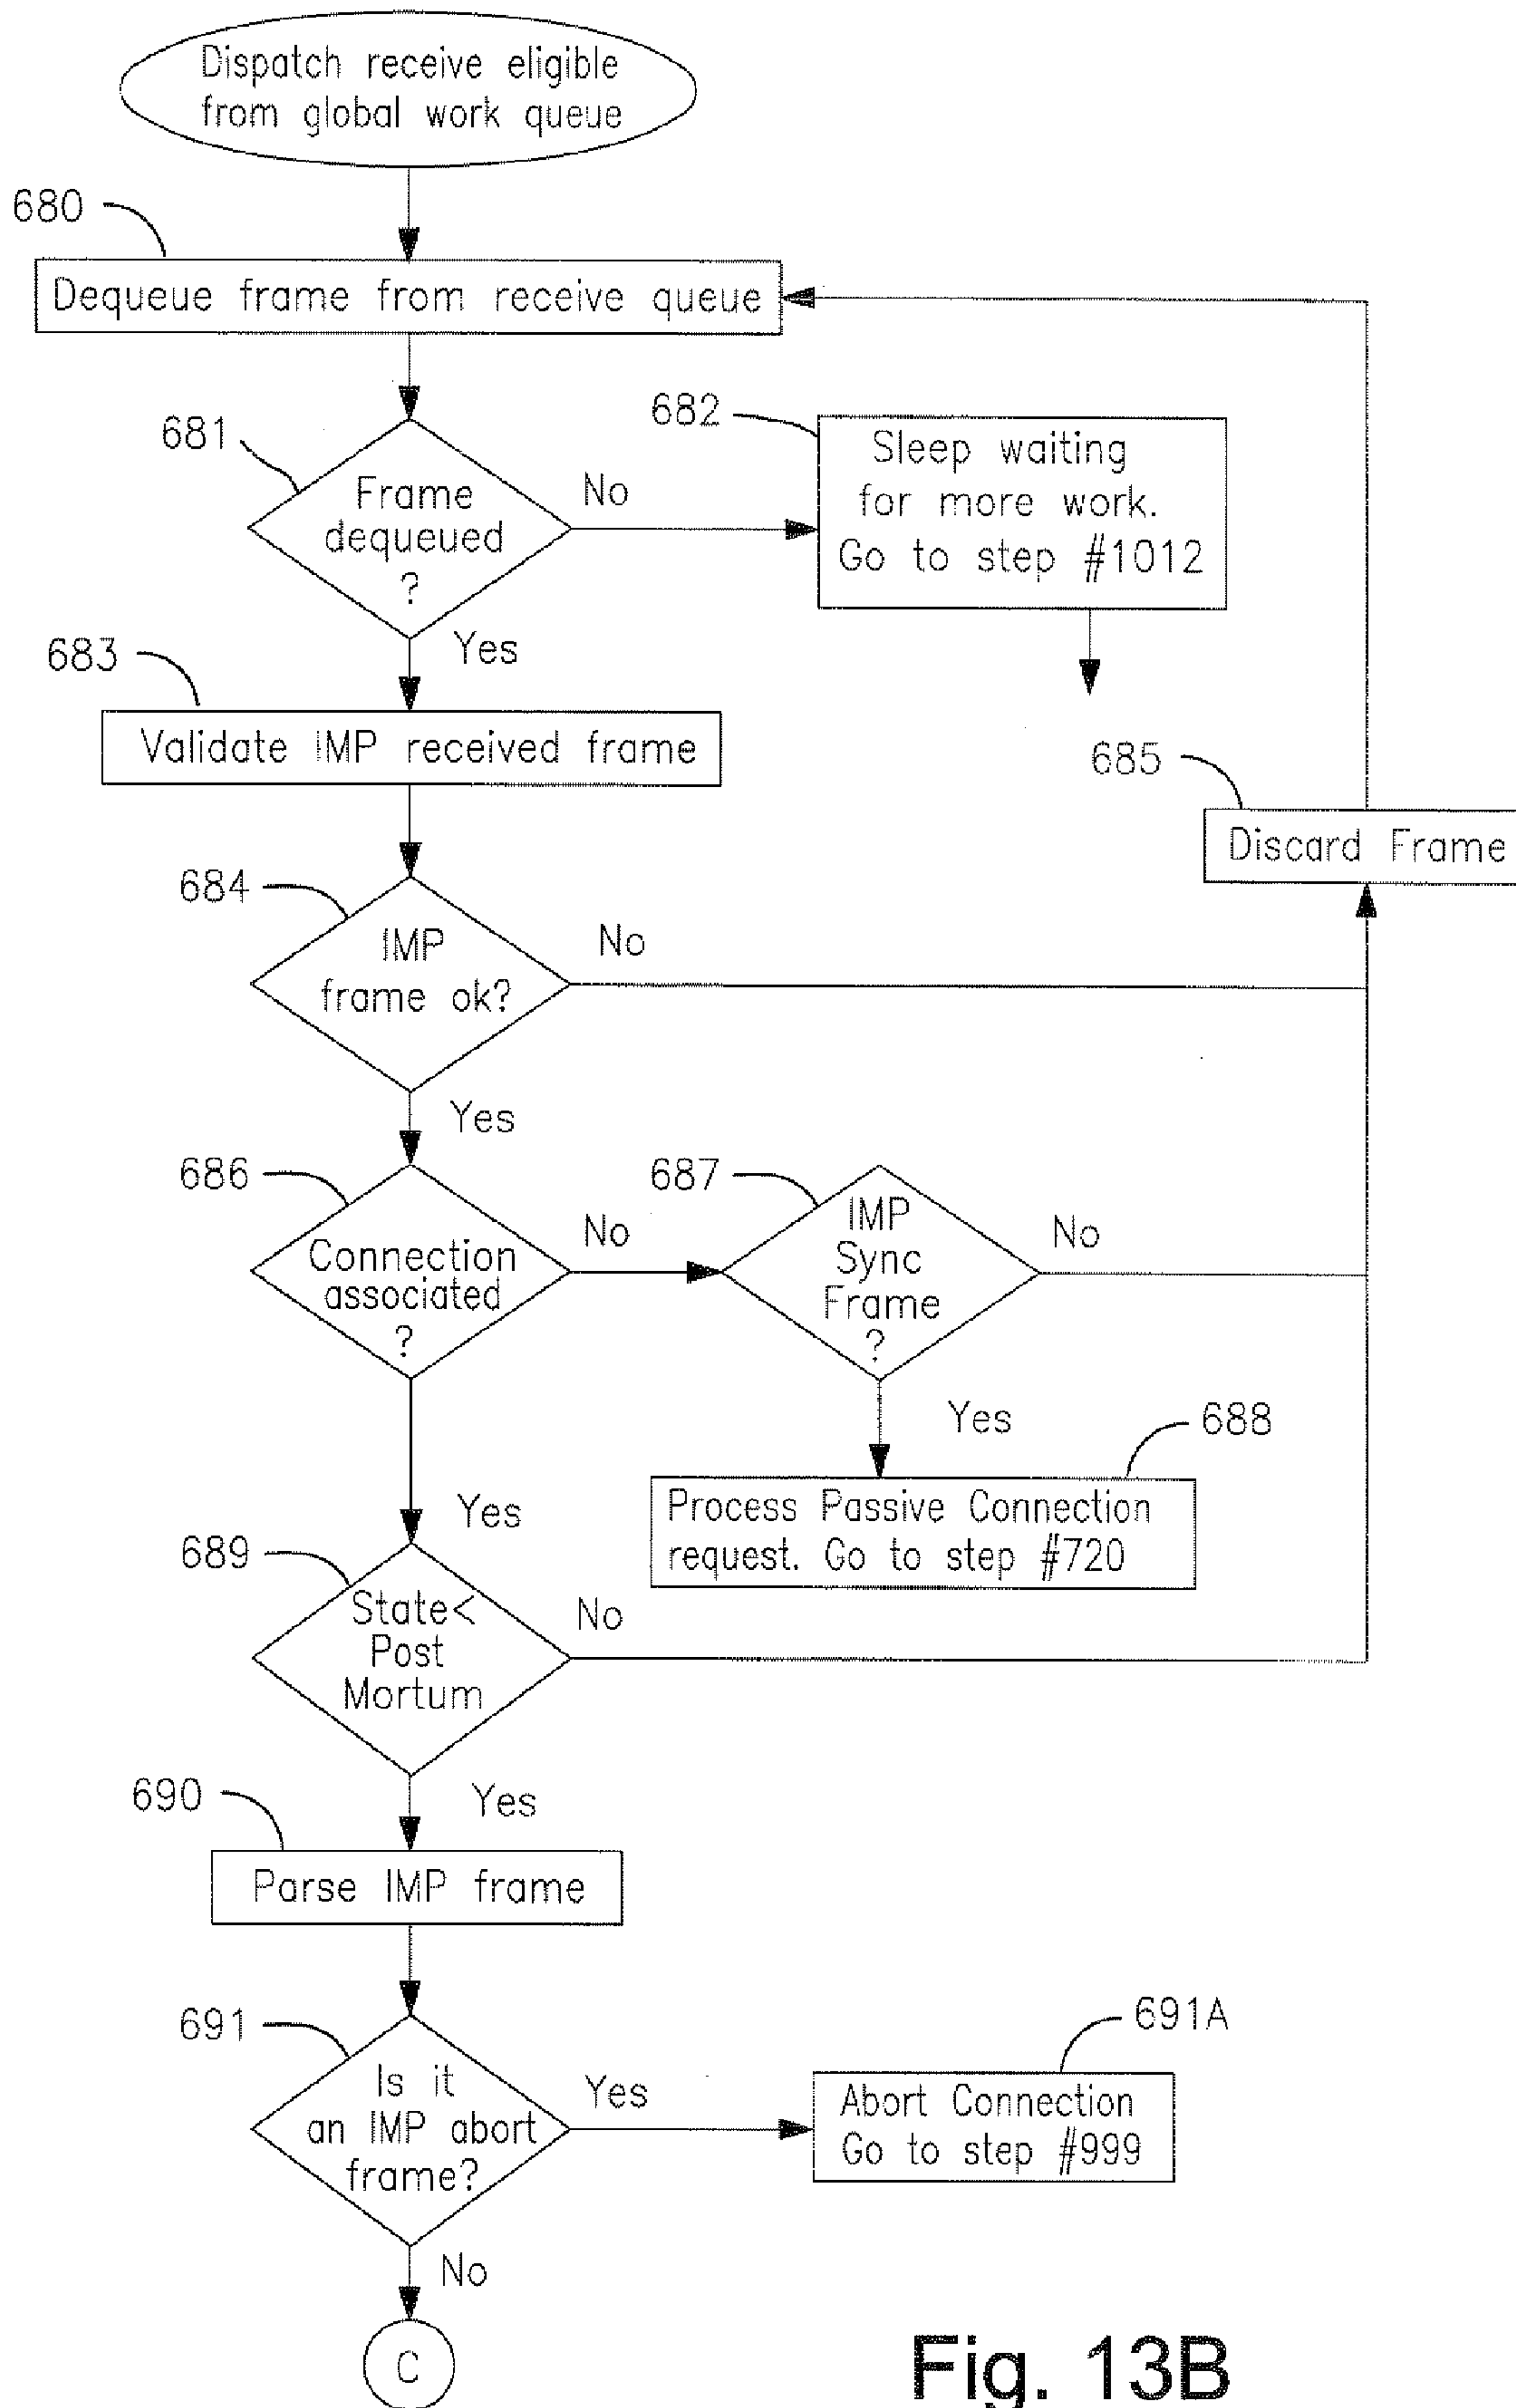 Dispatch receive eligible
from global work queue
680
Dequeue frame from receive queue
681
Frame
dequeued
?
No
682
Sleep waiting
for more work.
Go to step #1012
Yes
683
Validate IMP received frame
685
Discard Frame
684
IMP
frame ok?
No
Yes
686
Connection
associated
?
No
687
IMP
Sync
Frame
?
No
Yes
688
Process Passive Connection
request. Go to step #720
Yes
689
State<
Post
Mortum
No
Yes
690
Parse IMP frame
691
Is it
an IMP abort
frame?
Yes
691A
Abort Connection
Go to step #999
No
C
Fig. 13B